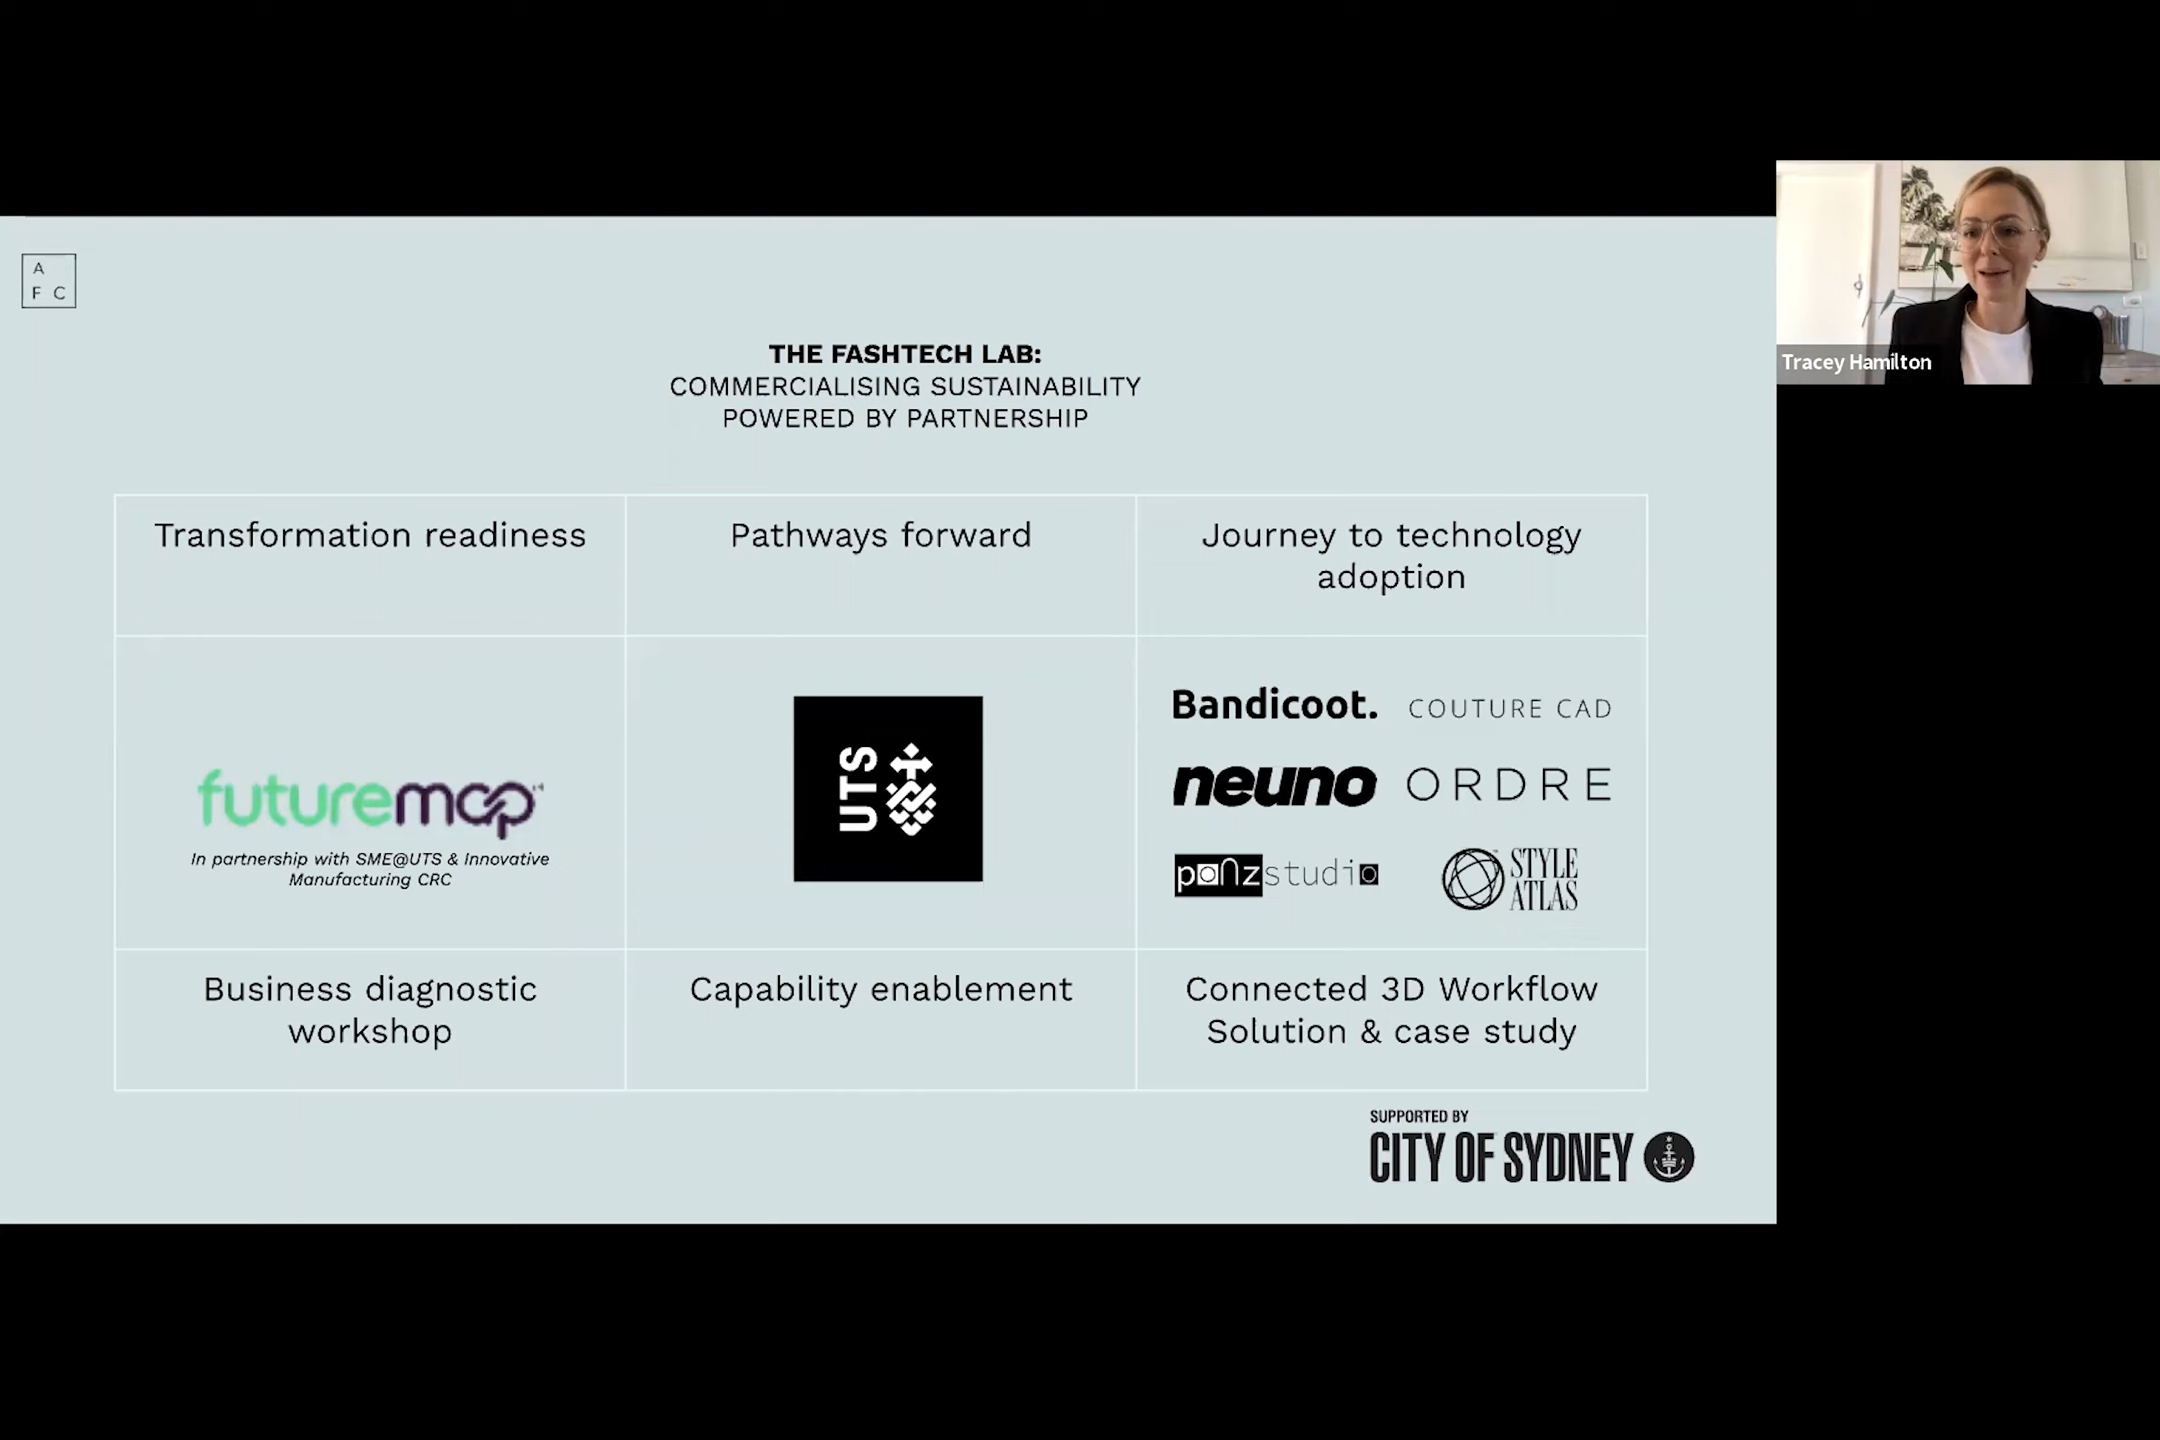 A
F C
THE FASHTECH LAB:
COMMERCIALISING SUSTAINABILITY
POWERED BY PARTNERSHIP
Transformation readiness
Pathways forward
Journey to technology
adoption
futuremap
In partnership with SME@UTS & Innovative
Manufacturing CRC
UTS
Bandicoot. COUTURE CAD
neuno ORDRE
ponzstudio
STYLE
ATLAS
Business diagnostic
workshop
Capability enablement
Connected 3D Workflow
Solution & case study
SUPPORTED BY
CITY OF SYDNEY
Tracey Hamilton